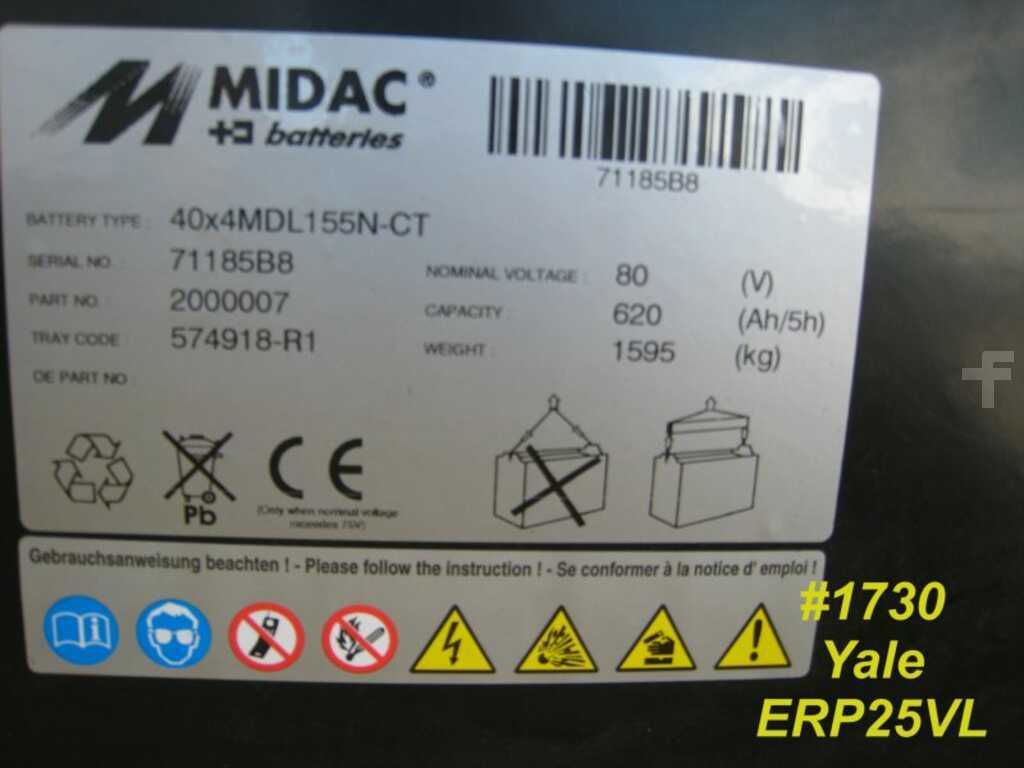 MIDAC®
batteries
71185B8
BATTERY TYPE : 40x4MDL155N-CT
SERIAL NO. : 71185B8
PART NO. : 2000007
TRAY CODE : 574918-R1
OE PART NO :
NOMINAL VOLTAGE : 80 (V)
CAPACITY : 620 (Ah/5h)
WEIGHT : 1595 (kg)
Pb
CE
(Only when nominal voltage
exceedes 75V)
Gebrauchsanweisung beachten ! - Please follow the instruction ! - Se conformer à la notice d' emploi !
#1730
Yale
ERP25VL